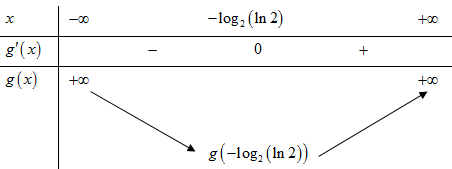 x −∞ −log₂(ln 2) +∞
g′(x) − 0 +
g(x) +∞ +∞
g(−log₂(ln 2))